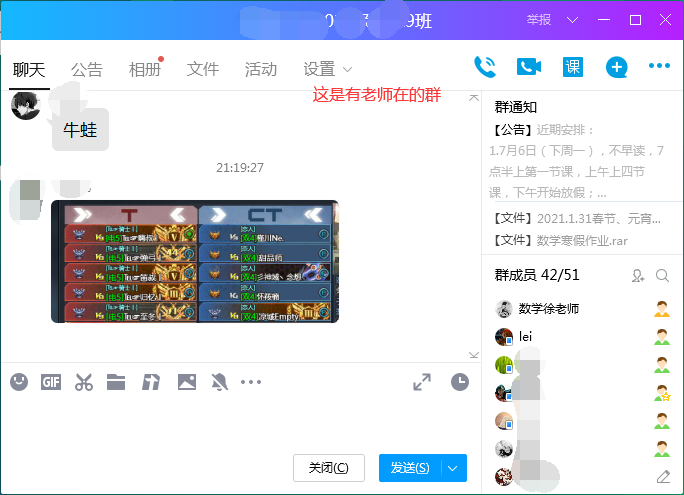 9班
举报
聊天 公告 相册 文件 活动 设置
课
这是有老师在的群
牛蛙
21:19:27
T CT
群通知
【公告】近期安排：
1.7月6日（下周一），不早读，7
点半上第一节课，上午上四节
课，下午开始放假；...
【文件】2021.1.31春节、元宵...
【文件】数学寒假作业.rar
群成员 42/51
数学徐老师
lei
GIF
关闭(C) 发送(S)